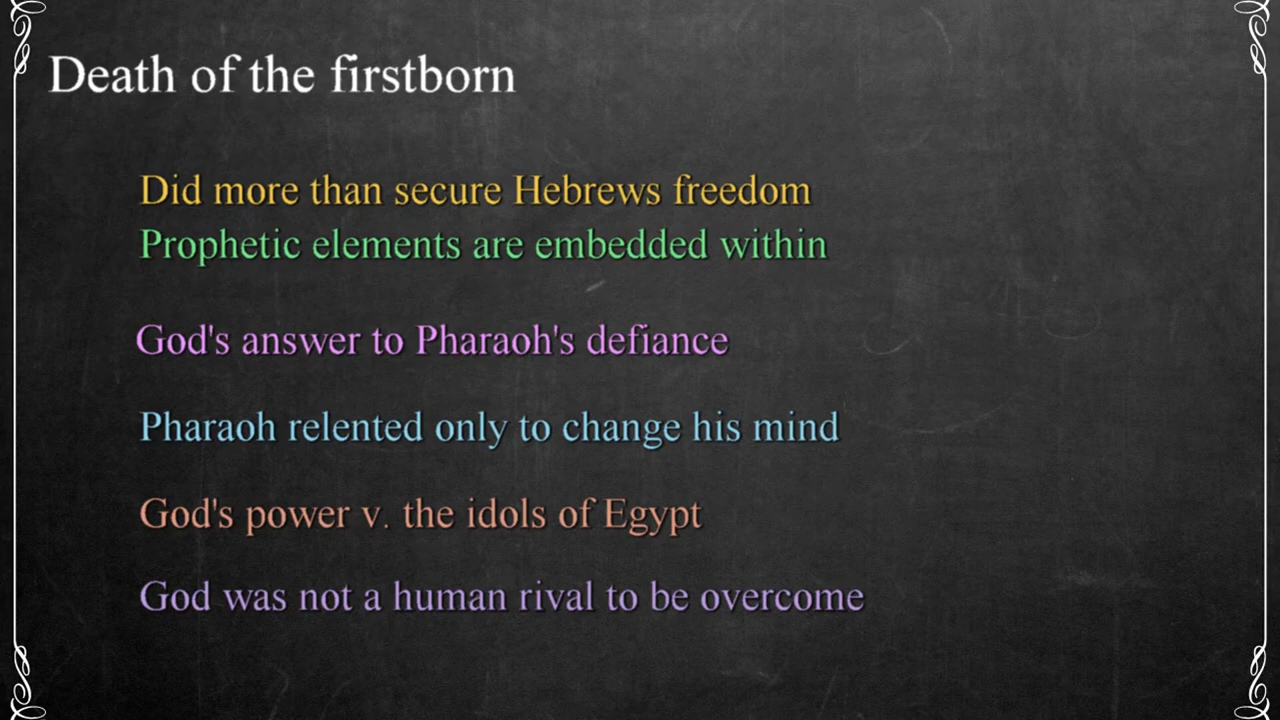 Death of the firstborn
Did more than secure Hebrews freedom
Prophetic elements are embedded within
God's answer to Pharaoh's defiance
Pharaoh relented only to change his mind
God's power v. the idols of Egypt
God was not a human rival to be overcome